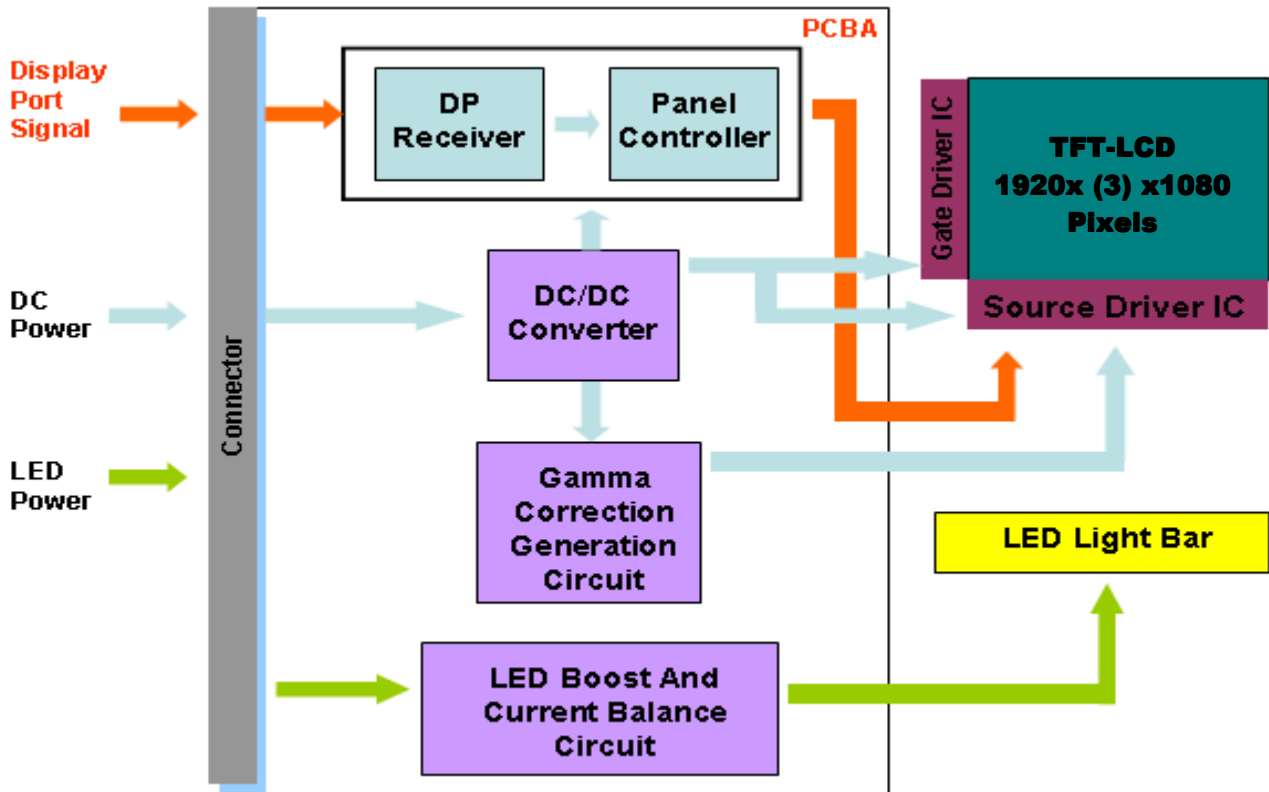 PCBA
Display
Port
Signal
DP
Receiver
Panel
Controller
Gate Driver IC
TFT-LCD
1920x (3) x1080
Pixels
Source Driver IC
DC
Power
DC/DC
Converter
Connector
LED
Power
Gamma
Correction
Generation
Circuit
LED Light Bar
LED Boost And
Current Balance
Circuit